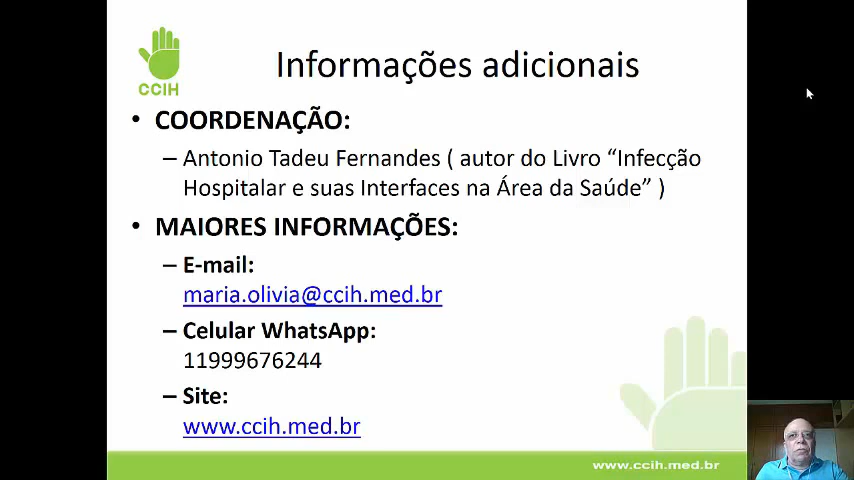 CCIH
Informações adicionais
• COORDENAÇÃO:
– Antonio Tadeu Fernandes ( autor do Livro “Infecção
Hospitalar e suas Interfaces na Área da Saúde” )
• MAIORES INFORMAÇÕES:
– E-mail:
maria.olivia@ccih.med.br
– Celular WhatsApp:
11999676244
– Site:
www.ccih.med.br
www.ccih.med.br